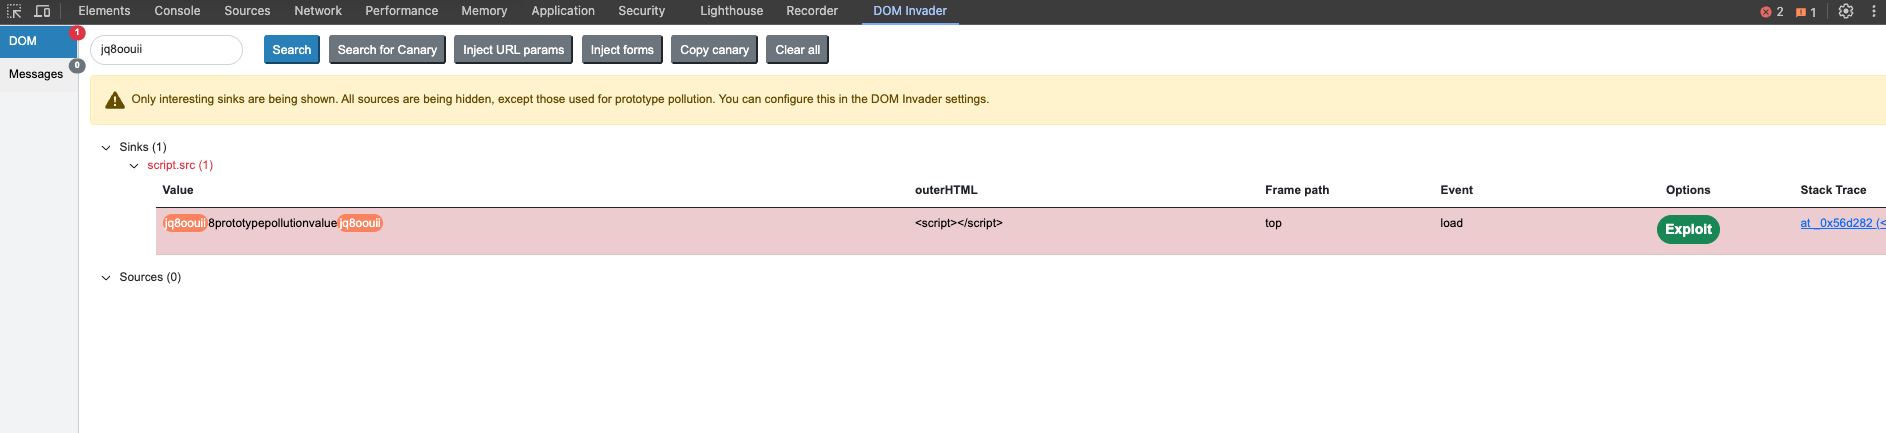 Elements Console Sources Network Performance Memory Application Security Lighthouse Recorder DOM Invader 2 1
DOM 1
Messages 0
jq8oouii Search Search for Canary Inject URL params Inject forms Copy canary Clear all
Only interesting sinks are being shown. All sources are being hidden, except those used for prototype pollution. You can configure this in the DOM Invader settings.
Sinks (1)
script.src (1)
Value outerHTML Frame path Event Options Stack Trace
jq8oouii8prototypepollutionvaluejq8oouii <script></script> top load Exploit at _0x56d282 (<
Sources (0)